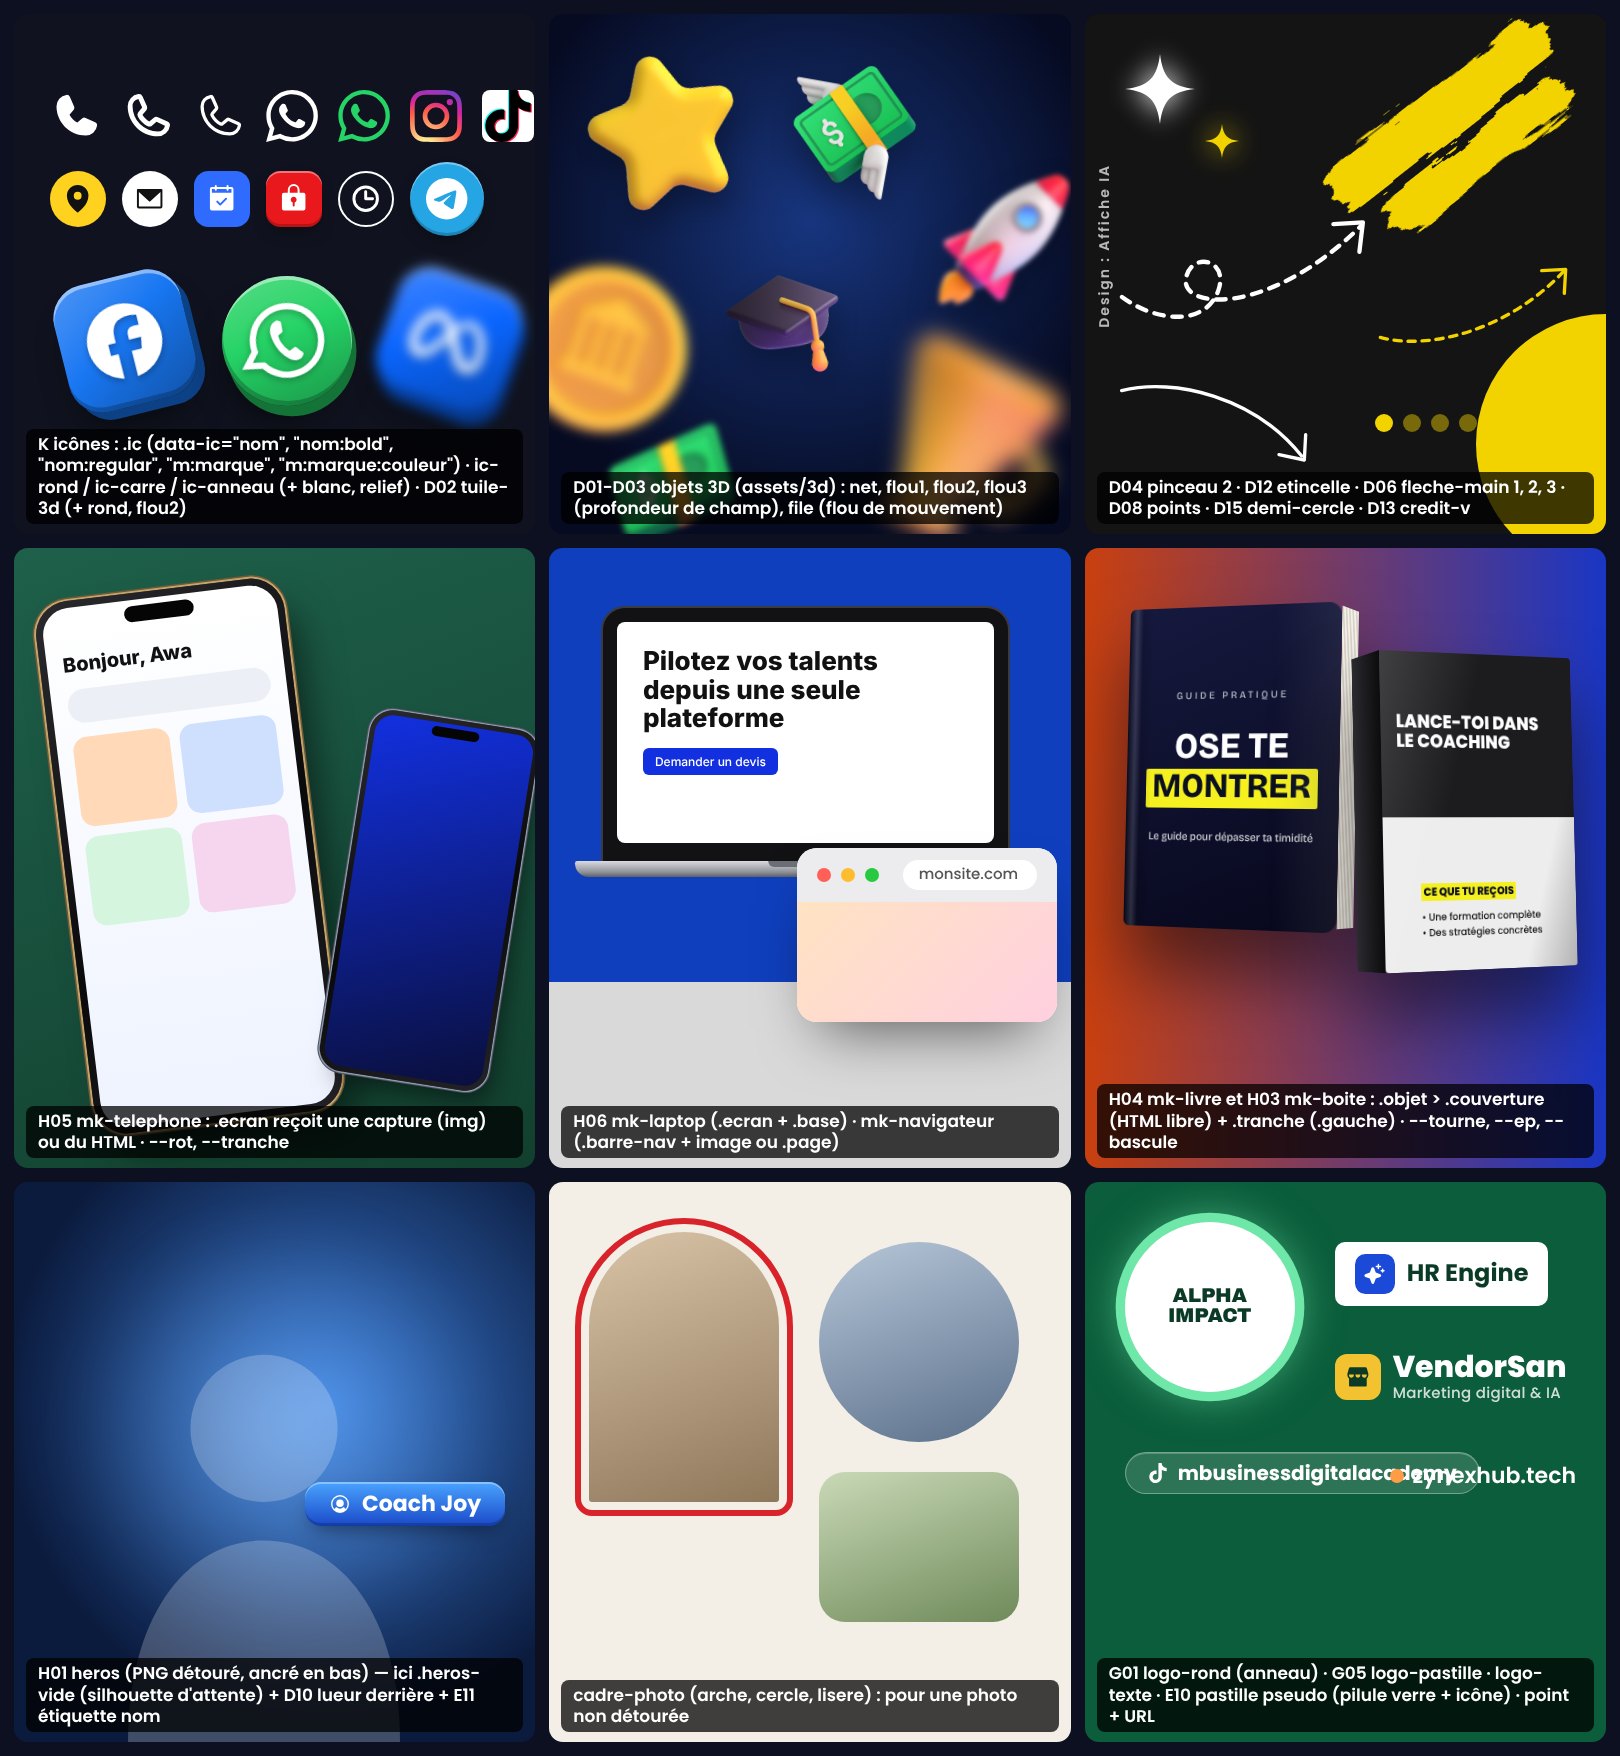 K icônes : .ic (data-ic="nom", "nom:bold",
"nom:regular", "m:marque", "m:marque:couleur") · ic-
rond / ic-carre / ic-anneau (+ blanc, relief) · D02 tuile-
3d (+ rond, flou2)
$
D01-D03 objets 3D (assets/3d) : net, flou1, flou2, flou3
(profondeur de champ), file (flou de mouvement)
Design : Affiche IA
D04 pinceau 2 · D12 etincelle · D06 fleche-main 1, 2, 3 ·
D08 points · D15 demi-cercle · D13 credit-v
Bonjour, Awa
H05 mk-telephone : .ecran reçoit une capture (img)
ou du HTML · --rot, --tranche
Pilotez vos talents
depuis une seule
plateforme
Demander un devis
monsite.com
H06 mk-laptop (.ecran + .base) · mk-navigateur
(.barre-nav + image ou .page)
GUIDE PRATIQUE
OSE TE
MONTRER
Le guide pour dépasser ta timidité
LANCE-TOI DANS
LE COACHING
CE QUE TU REÇOIS
• Une formation complète
• Des stratégies concrètes
H04 mk-livre et H03 mk-boite : .objet > .couverture
(HTML libre) + .tranche (.gauche) · --tourne, --ep, --
bascule
Coach Joy
H01 heros (PNG détouré, ancré en bas) — ici .heros-
vide (silhouette d'attente) + D10 lueur derrière + E11
étiquette nom
cadre-photo (arche, cercle, lisere) : pour une photo
non détourée
ALPHA
IMPACT
HR Engine
VendorSan
Marketing digital & IA
mbusinessdigitalacademy
zynexhub.tech
G01 logo-rond (anneau) · G05 logo-pastille · logo-
texte · E10 pastille pseudo (pilule verre + icône) · point
+ URL